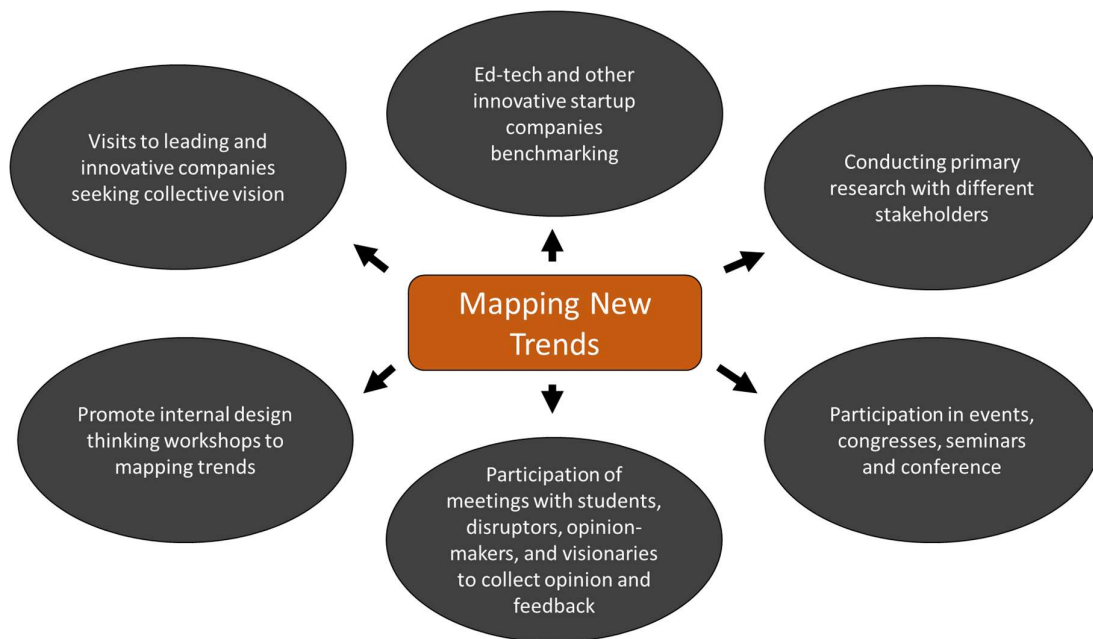 Ed-tech and other
innovative startup
companies
benchmarking
Visits to leading and
innovative companies
seeking collective vision
Conducting primary
research with different
stakeholders
Mapping New
Trends
Promote internal design
thinking workshops to
mapping trends
Participation in events,
congresses, seminars
and conference
Participation of
meetings with students,
disruptors, opinion-
makers, and visionaries
to collect opinion and
feedback